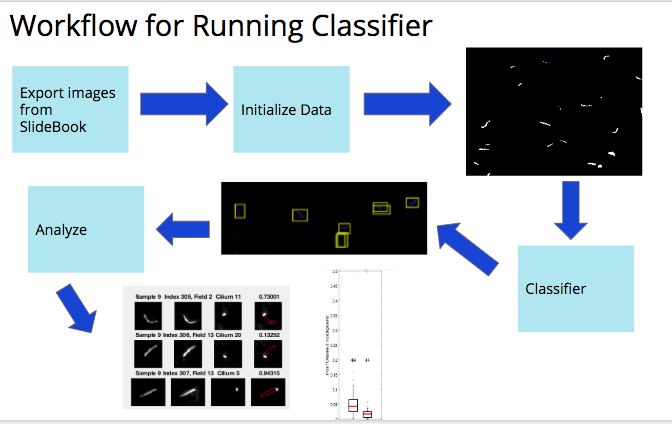 Workflow for Running Classifier
Export images
from
SlideBook
Initialize Data
Classifier
Analyze
Sample 9 Index 305, Field 2 Cilium 11 0.73001
Sample 9 Index 306, Field 13 Cilium 20 0.13252
Sample 9 Index 307, Field 13 Cilium 5 0.84315